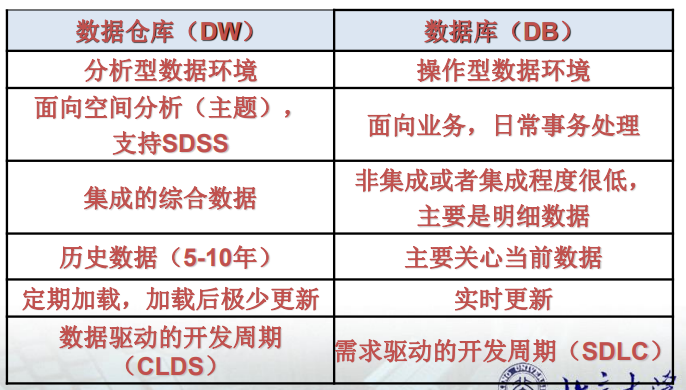 数据仓库（DW）
数据库（DB）
分析型数据环境
操作型数据环境
面向空间分析（主题），
支持SDSS
面向业务，日常事务处理
集成的综合数据
非集成或者集成程度很低，
主要是明细数据
历史数据（5-10年）
主要关心当前数据
定期加载，加载后极少更新
实时更新
数据驱动的开发周期
（CLDS）
需求驱动的开发周期（SDLC）